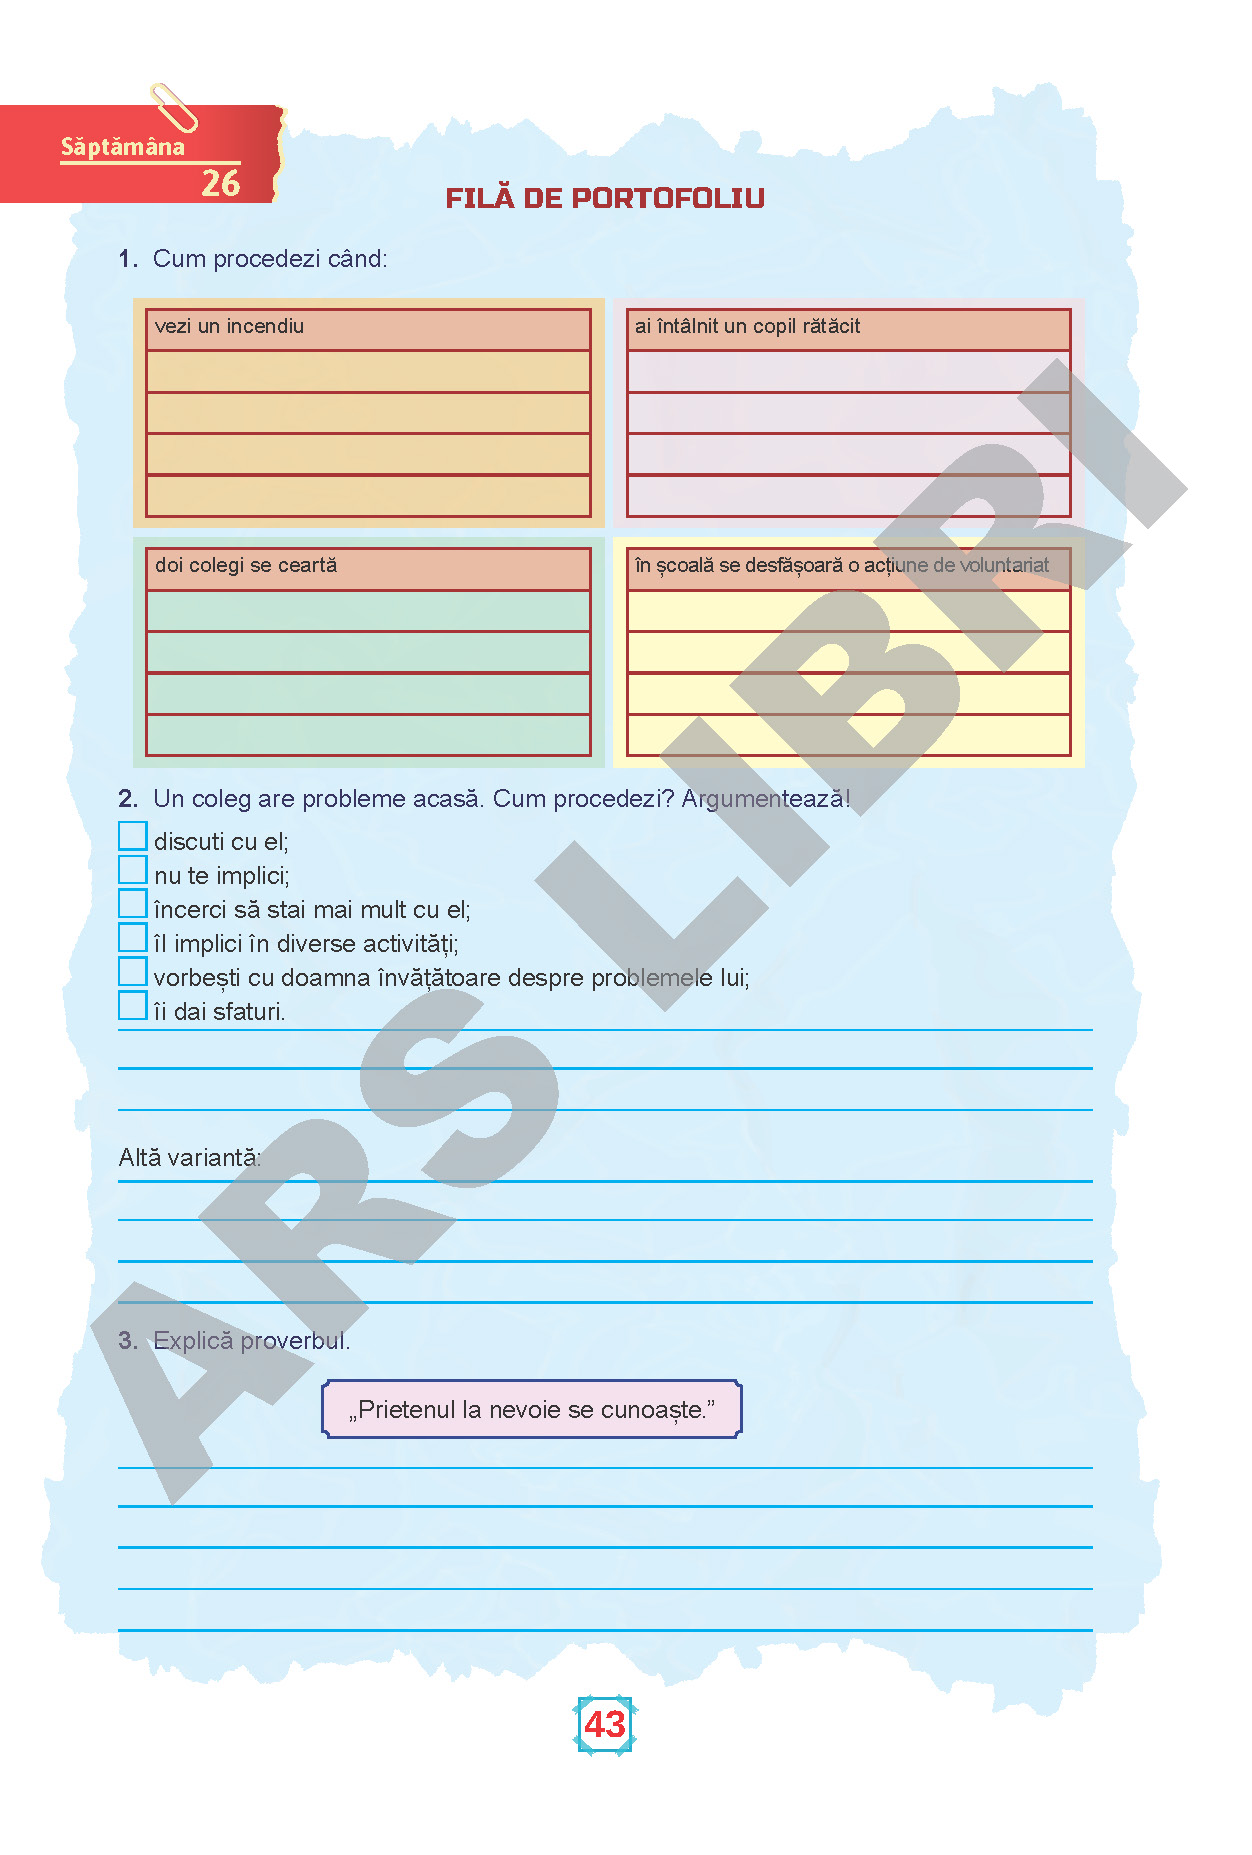 Săptămâna
26
FILĂ DE PORTOFOLIU
1. Cum procedezi când:
vezi un incendiu
ai întâlnit un copil rătăcit
doi colegi se ceartă
în școală se desfășoară o acțiune de voluntariat
2. Un coleg are probleme acasă. Cum procedezi? Argumentează!
discuti cu el;
nu te implici;
încerci să stai mai mult cu el;
îl implici în diverse activități;
vorbești cu doamna învățătoare despre problemele lui;
îi dai sfaturi.
Altă variantă:
3. Explică proverbul.
„Prietenul la nevoie se cunoaște.”
43
ARS LIBRI